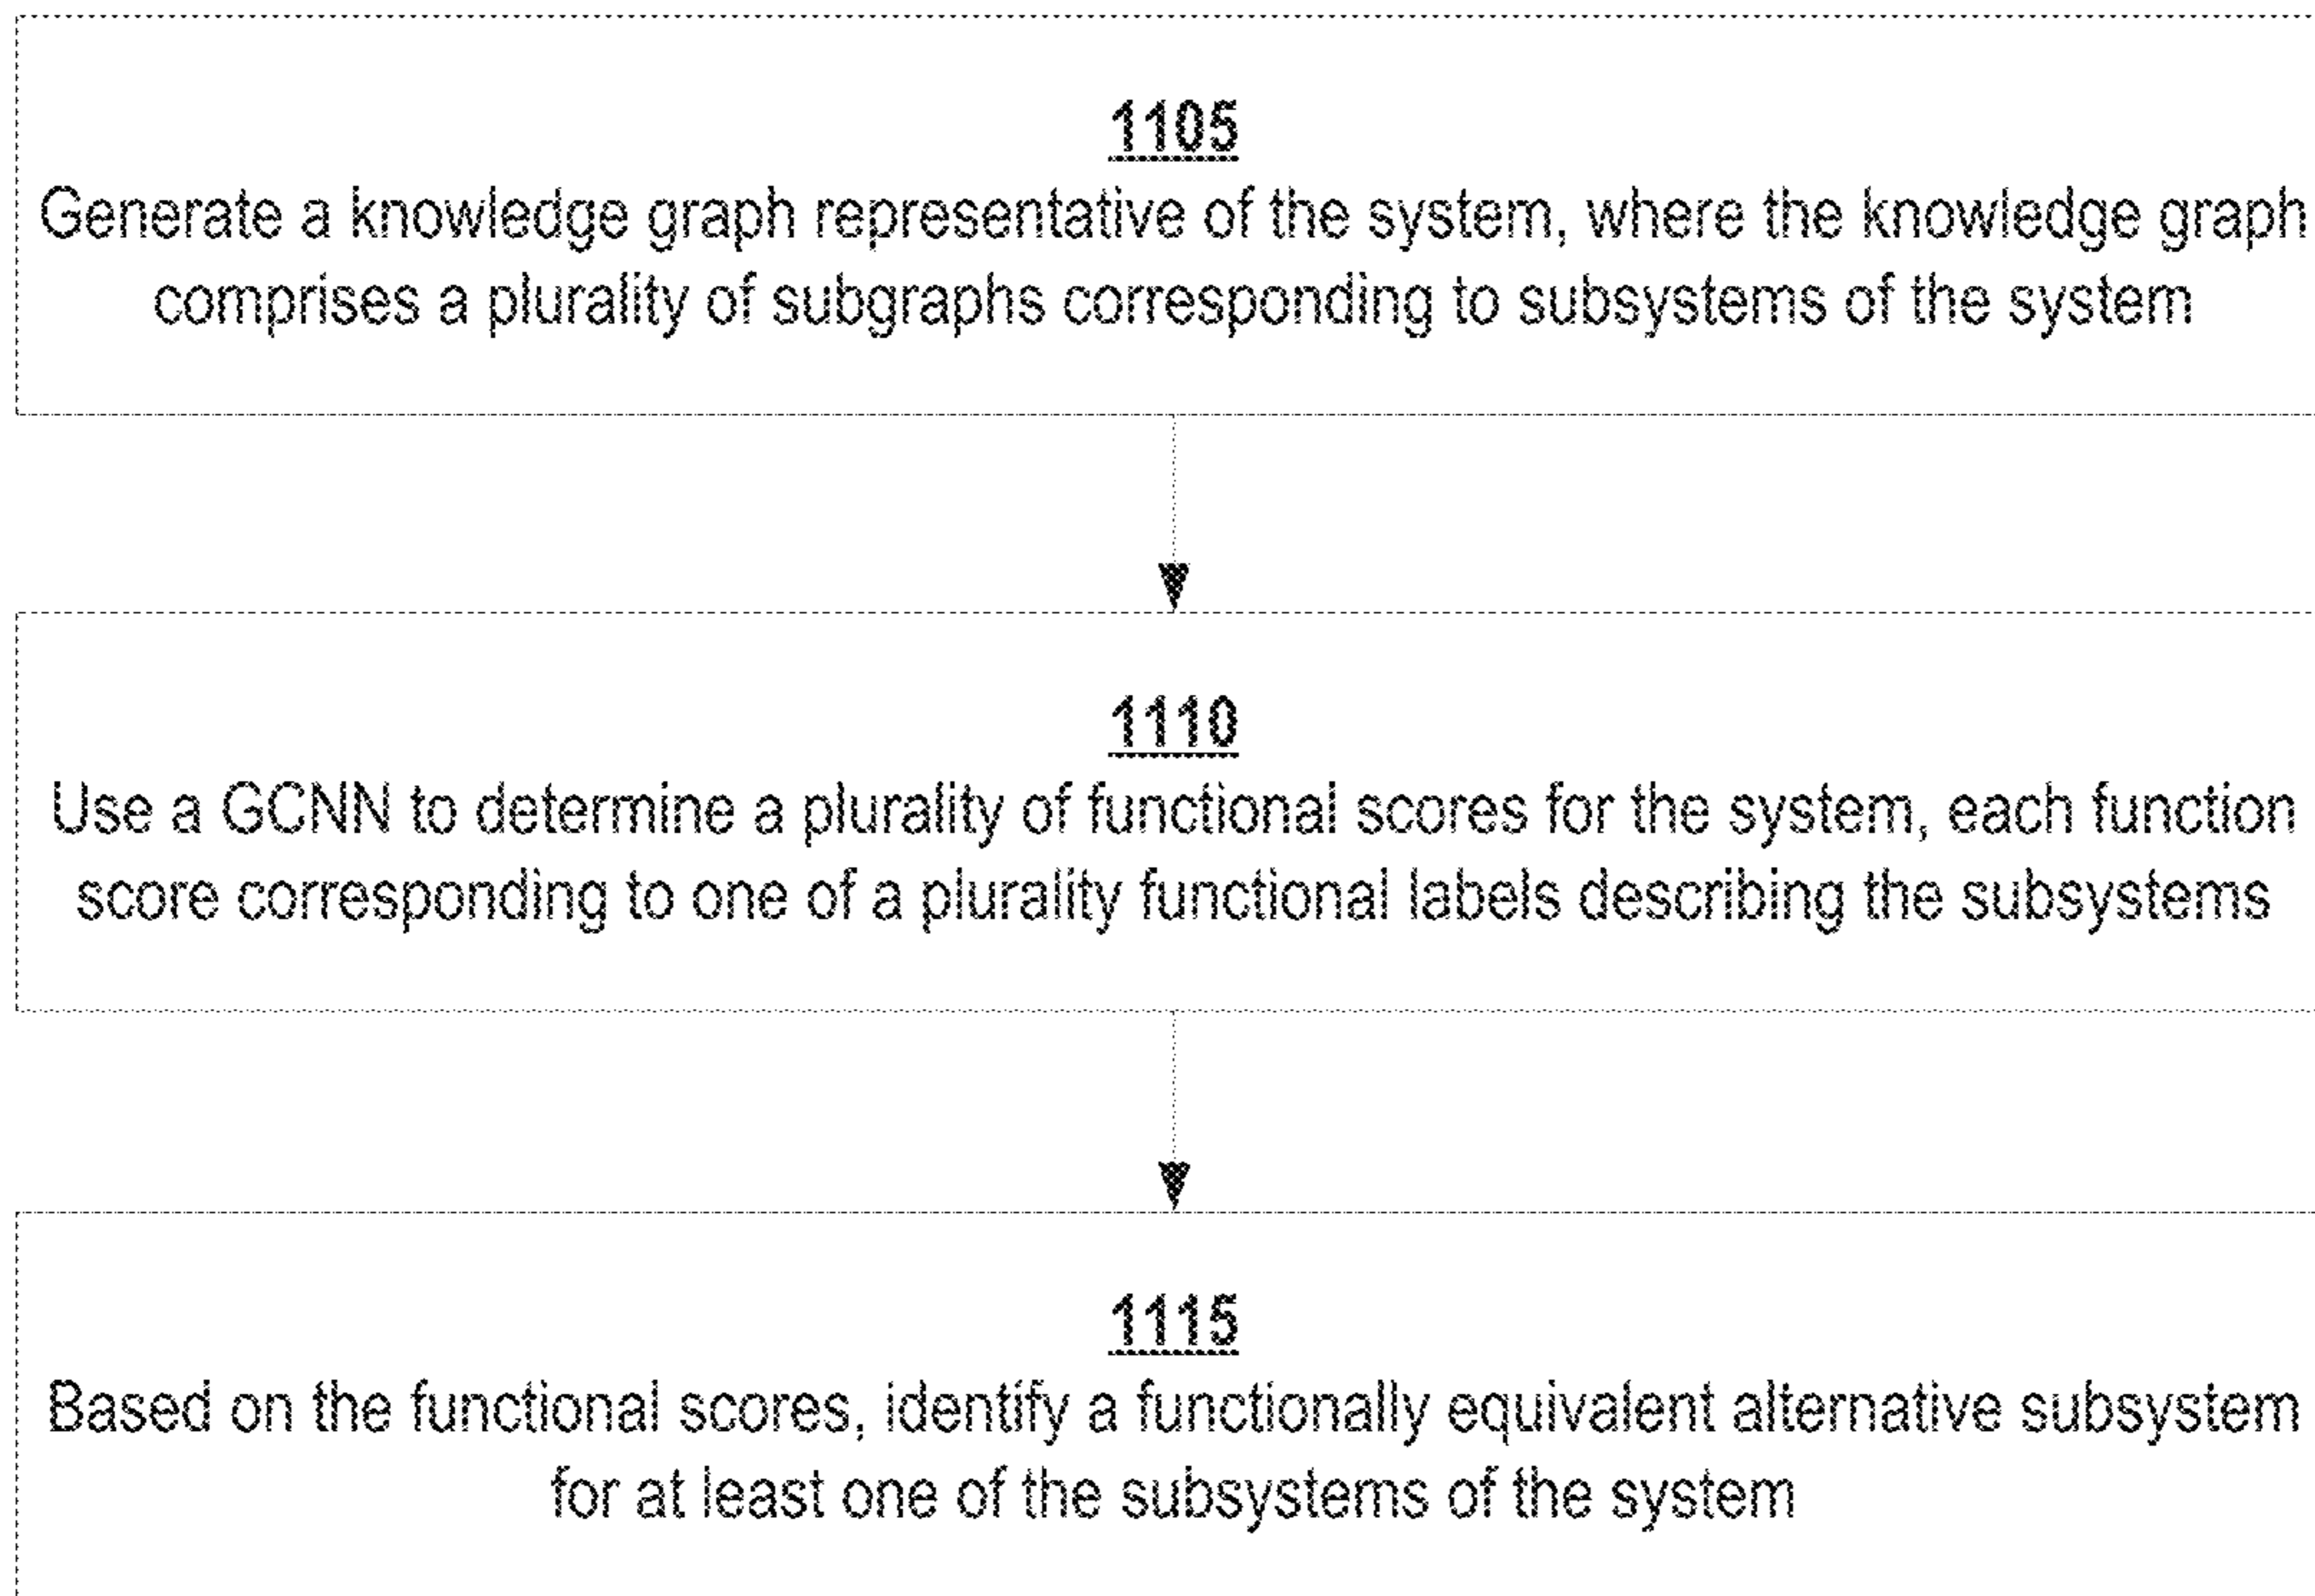 1105
Generate a knowledge graph representative of the system, where the knowledge graph
comprises a plurality of subgraphs corresponding to subsystems of the system
1110
Use a GCNN to determine a plurality of functional scores for the system, each function
score corresponding to one of a plurality functional labels describing the subsystems
1115
Based on the functional scores, identify a functionally equivalent alternative subsystem
for at least one of the subsystems of the system